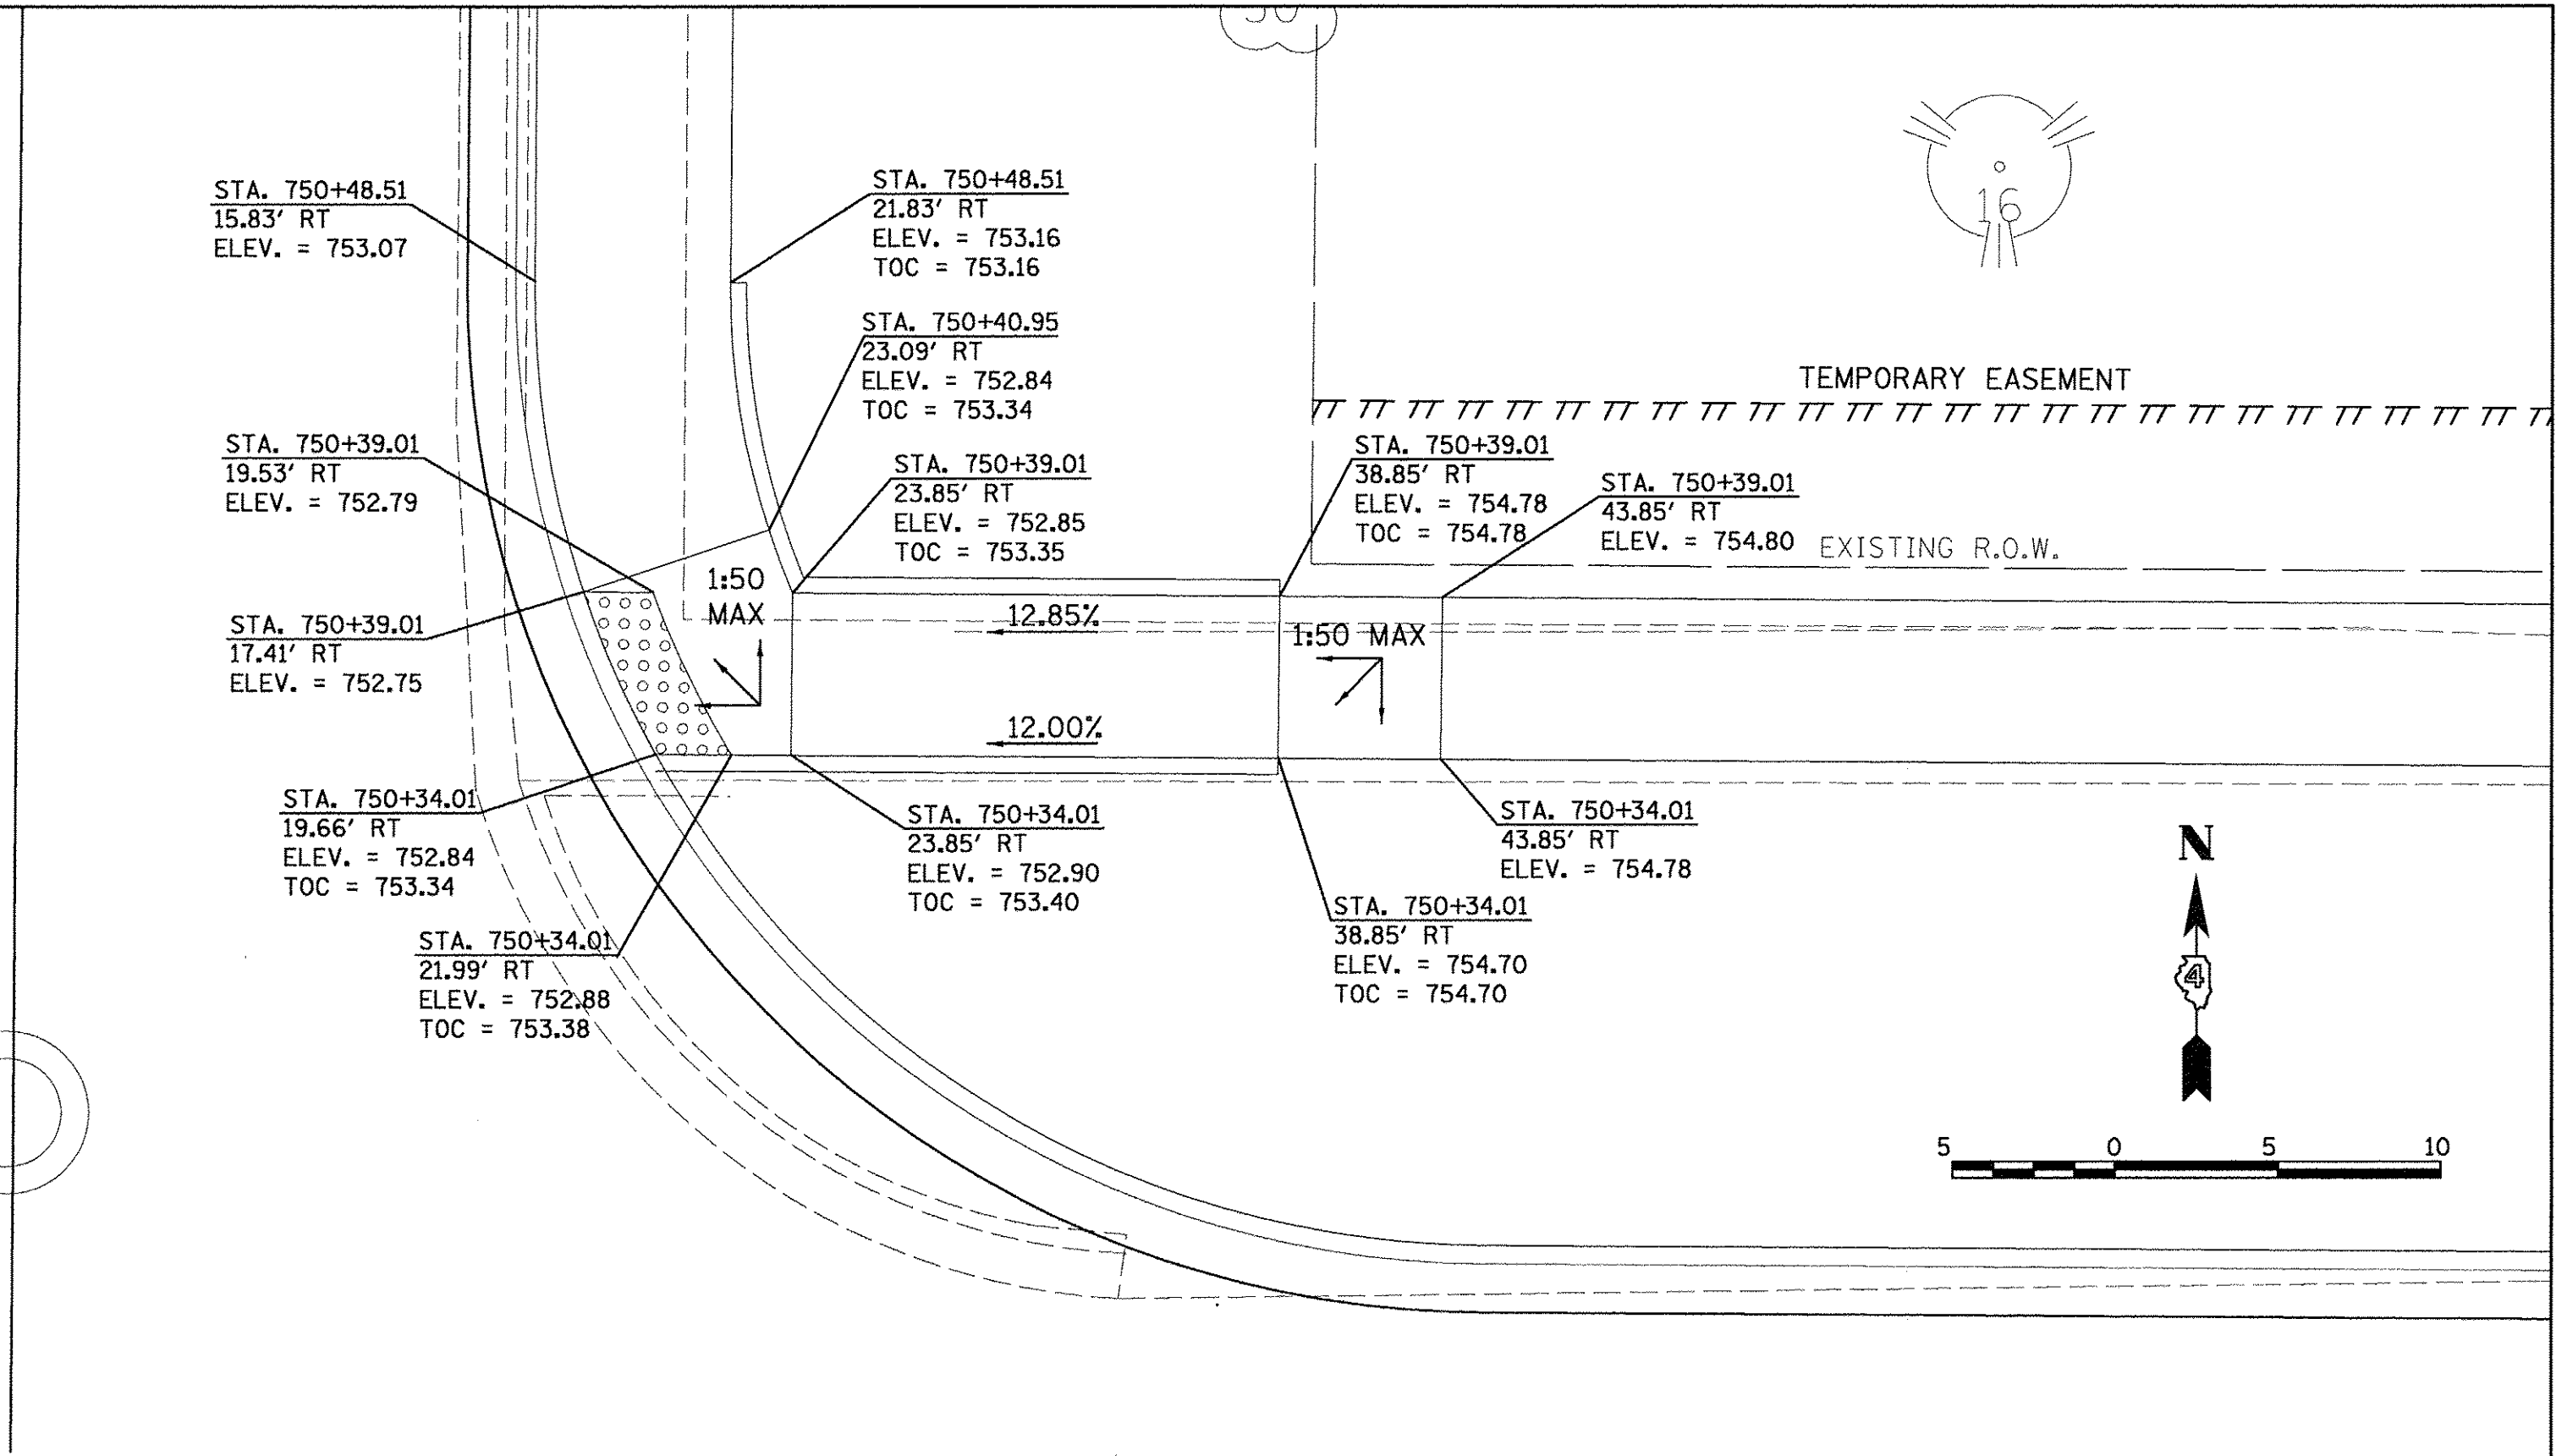 30
16
STA. 750+48.51
15.83' RT
ELEV. = 753.07
STA. 750+48.51
21.83' RT
ELEV. = 753.16
TOC = 753.16
STA. 750+40.95
23.09' RT
ELEV. = 752.84
TOC = 753.34
TEMPORARY EASEMENT
STA. 750+39.01
19.53' RT
ELEV. = 752.79
STA. 750+39.01
23.85' RT
ELEV. = 752.85
TOC = 753.35
STA. 750+39.01
38.85' RT
ELEV. = 754.78
TOC = 754.78
STA. 750+39.01
43.85' RT
ELEV. = 754.80
EXISTING R.O.W.
1:50
MAX
12.85%
1:50 MAX
STA. 750+39.01
17.41' RT
ELEV. = 752.75
12.00%
STA. 750+34.01
19.66' RT
ELEV. = 752.84
TOC = 753.34
STA. 750+34.01
23.85' RT
ELEV. = 752.90
TOC = 753.40
STA. 750+34.01
43.85' RT
ELEV. = 754.78
STA. 750+34.01
21.99' RT
ELEV. = 752.88
TOC = 753.38
STA. 750+34.01
38.85' RT
ELEV. = 754.70
TOC = 754.70
N
4
5 0 5 10